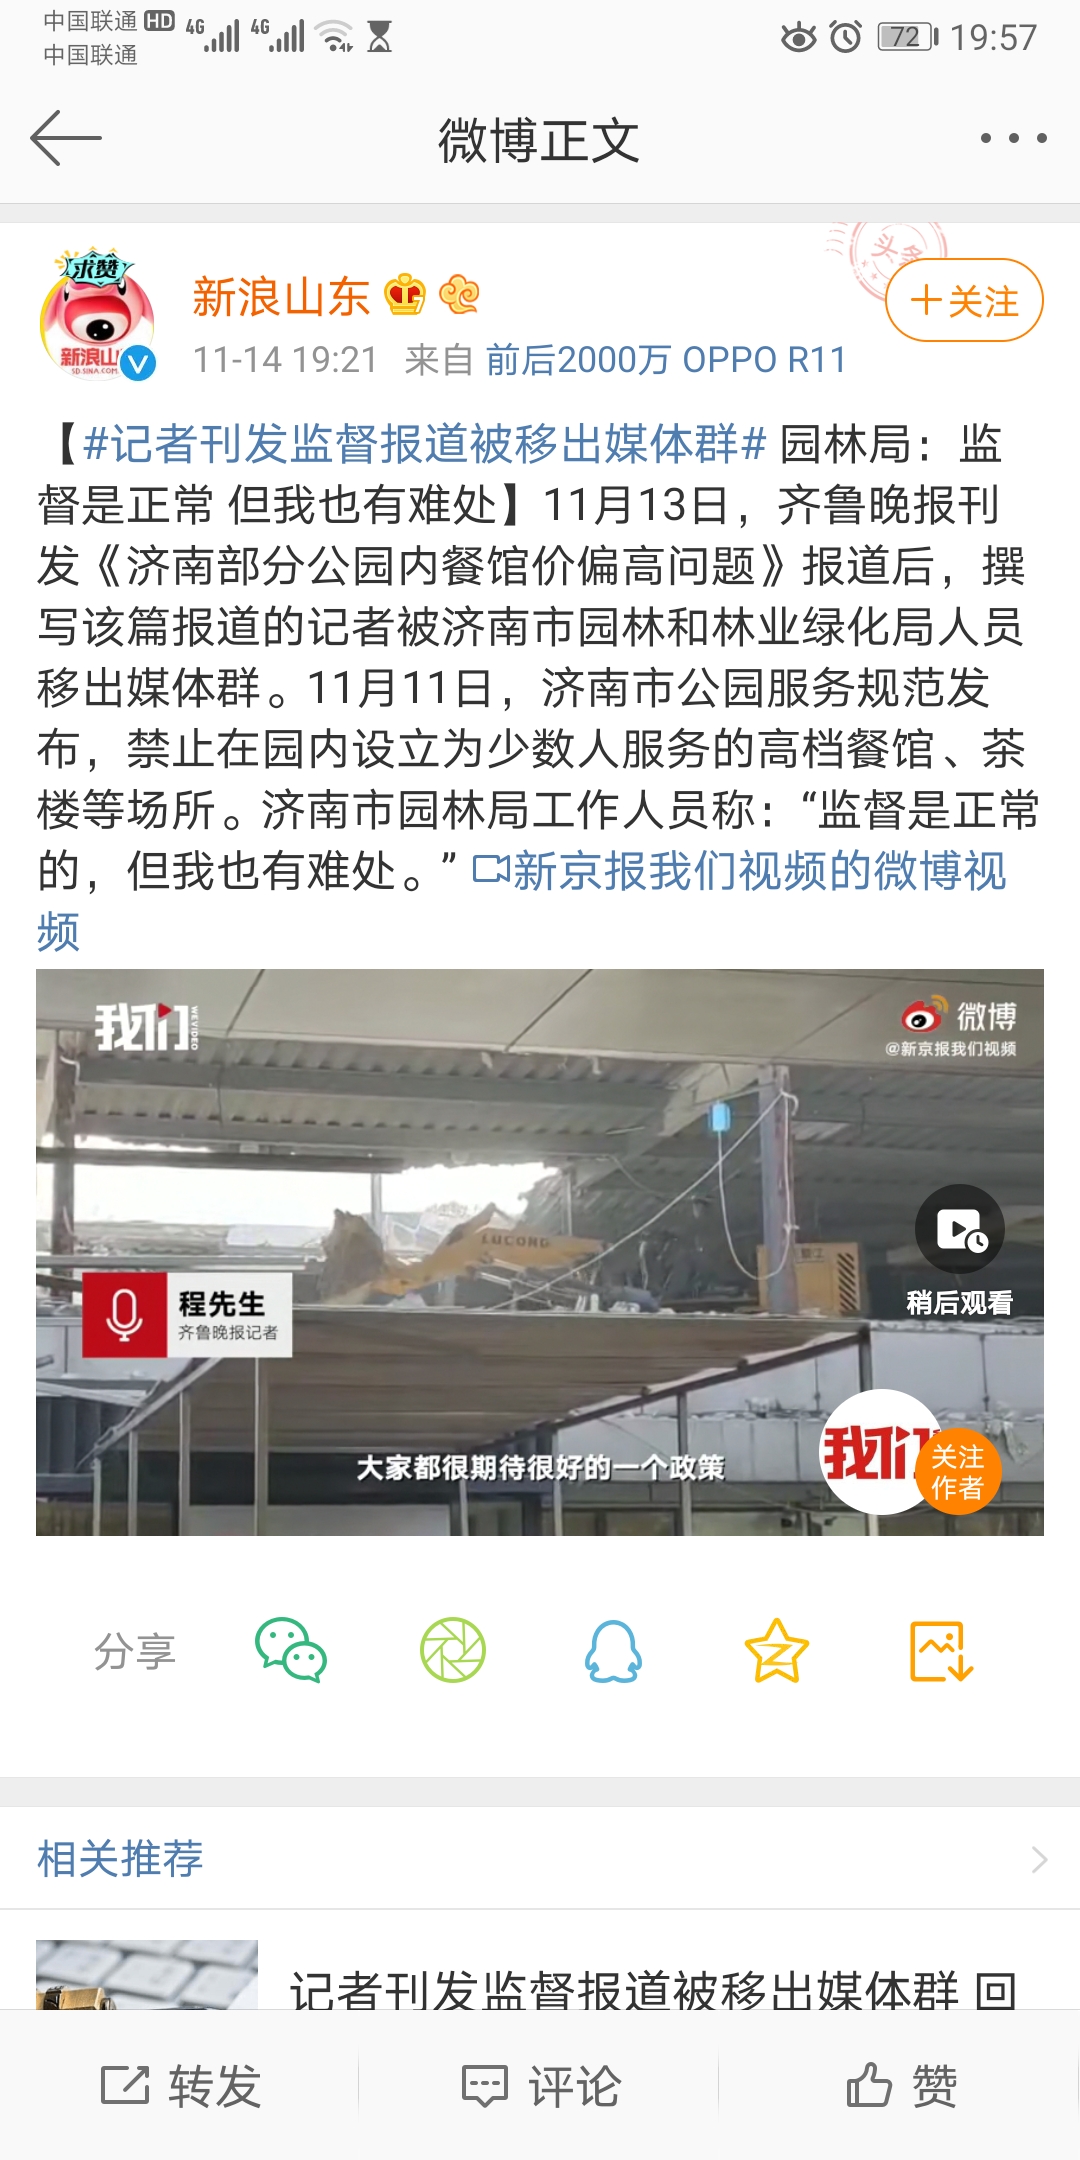 中国联通 HD 4G 4G 72 19:57
中国联通
微博正文
头条
求赞
新浪山东
+关注
新浪山
SD.SINA.COM
11-14 19:21 来自 前后2000万 OPPO R11
【#记者刊发监督报道被移出媒体群# 园林局：监
督是正常 但我也有难处】11月13日，齐鲁晚报刊
发《济南部分公园内餐馆价偏高问题》报道后，撰
写该篇报道的记者被济南市园林和林业绿化局人员
移出媒体群。11月11日，济南市公园服务规范发
布，禁止在园内设立为少数人服务的高档餐馆、茶
楼等场所。济南市园林局工作人员称：“监督是正常
的，但我也有难处。”新京报我们视频的微博视
频
我们 WEVIDEO
微博
@新京报我们视频
LUCONG
程先生
齐鲁晚报记者
稍后观看
大家都很期待很好的一个政策
我们
关注
作者
分享
相关推荐
记者刊发监督报道被移出媒体群 回
转发 评论 赞